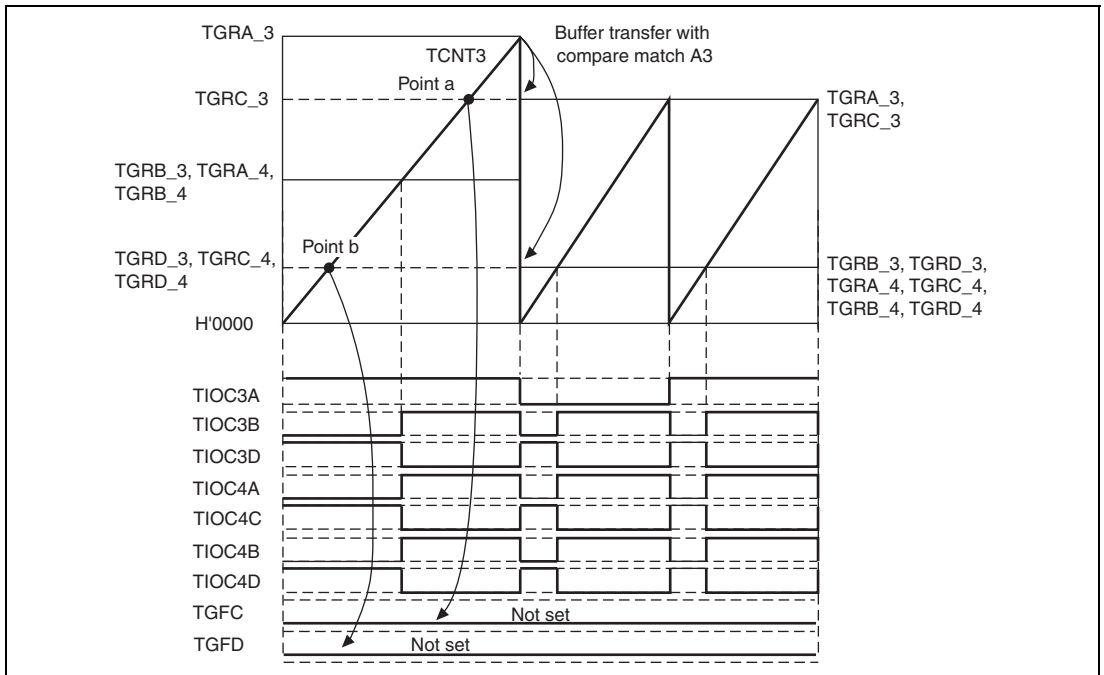 TGRA_3
TCNT3
Buffer transfer with
compare match A3
Point a
TGRC_3
TGRA_3,
TGRC_3
TGRB_3, TGRA_4,
TGRB_4
Point b
TGRD_3, TGRC_4,
TGRD_4
TGRB_3, TGRD_3,
TGRA_4, TGRC_4,
TGRB_4, TGRD_4
H'0000
TIOC3A
TIOC3B
TIOC3D
TIOC4A
TIOC4C
TIOC4B
TIOC4D
TGFC
Not set
TGFD
Not set